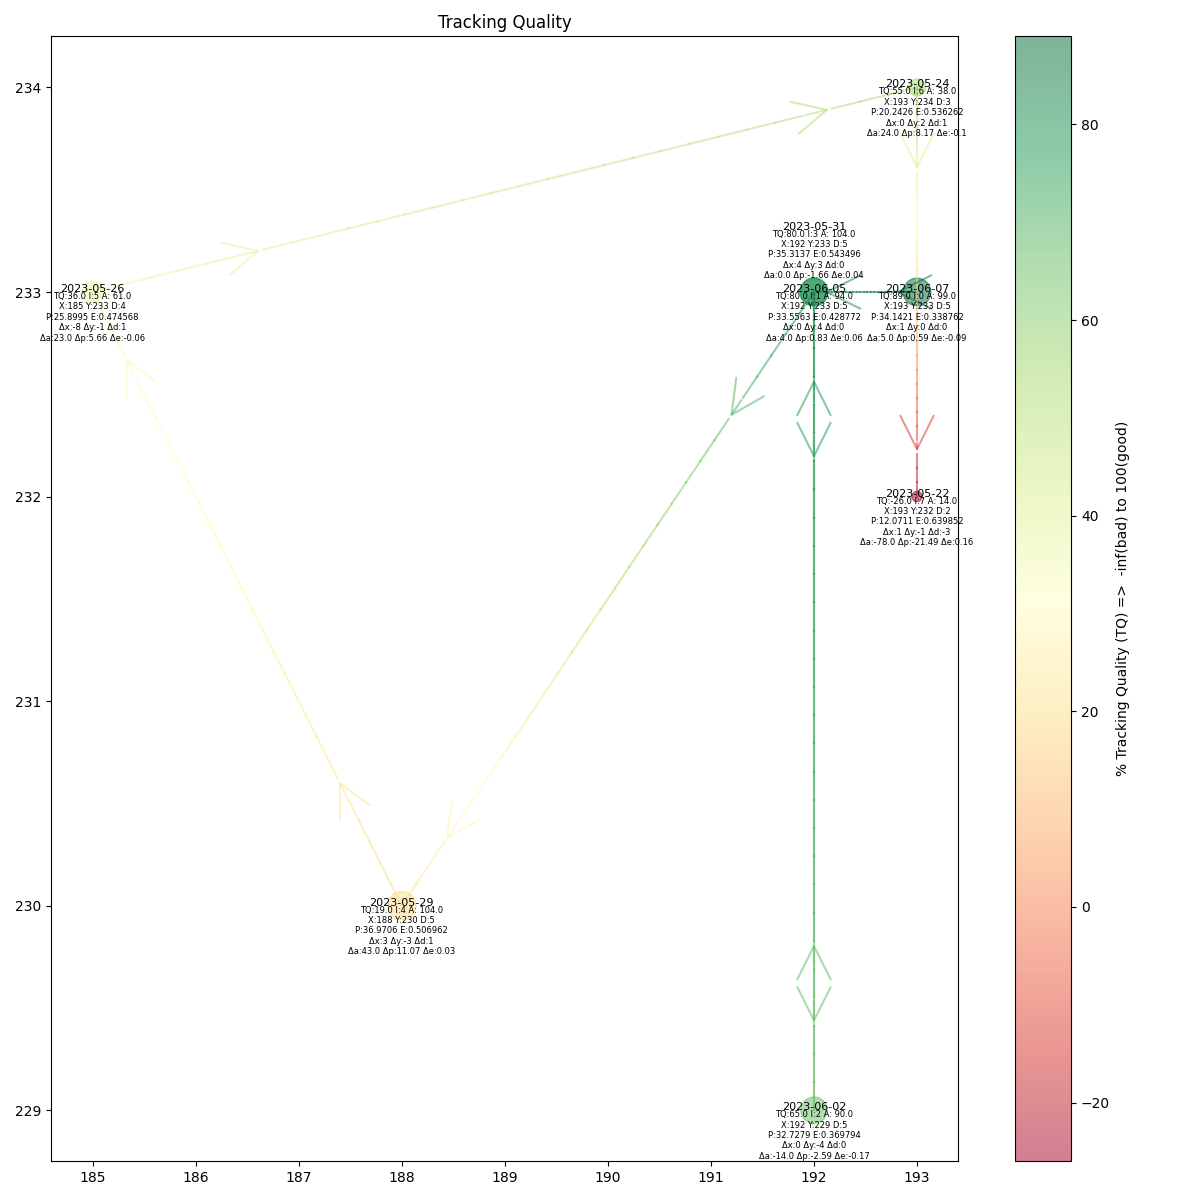 Tracking Quality
234
233
232
231
230
229
185
186
187
188
189
190
191
192
193
2023-05-24
TQ:55.0 I:6 A: 38.0
X:193 Y:234 D:3
P:20.2426 E:0.536262
Δx:0 Δy:2 Δd:1
Δa:24.0 Δp:8.17 Δe:-0.1
2023-05-31
TQ:80.0 I:3 A: 104.0
X:192 Y:233 D:5
P:35.3137 E:0.543496
Δx:4 Δy:3 Δd:0
Δa:0.0 Δp:-1.66 Δe:0.04
2023-05-26
TQ:36.0 I:5 A: 61.0
X:185 Y:233 D:4
P:25.8995 E:0.474568
Δx:-8 Δy:-1 Δd:1
Δa:23.0 Δp:5.66 Δe:-0.06
2023-06-05
TQ:80.0 I:1 A: 94.0
X:192 Y:233 D:5
P:33.5563 E:0.428772
Δx:0 Δy:4 Δd:0
Δa:4.0 Δp:0.83 Δe:0.06
2023-06-07
TQ:89.0 I:0 A: 99.0
X:193 Y:233 D:5
P:34.1421 E:0.338762
Δx:1 Δy:0 Δd:0
Δa:5.0 Δp:0.59 Δe:-0.09
2023-05-22
TQ:-26.0 I:7 A: 14.0
X:193 Y:232 D:2
P:12.0711 E:0.639852
Δx:1 Δy:-1 Δd:-3
Δa:-78.0 Δp:-21.49 Δe:0.16
2023-05-29
TQ:19.0 I:4 A: 104.0
X:188 Y:230 D:5
P:36.9706 E:0.506962
Δx:3 Δy:-3 Δd:1
Δa:43.0 Δp:11.07 Δe:0.03
2023-06-02
TQ:65.0 I:2 A: 90.0
X:192 Y:229 D:5
P:32.7279 E:0.369794
Δx:0 Δy:-4 Δd:0
Δa:-14.0 Δp:-2.59 Δe:-0.17
80
60
40
20
0
−20
% Tracking Quality (TQ) => -inf(bad) to 100(good)